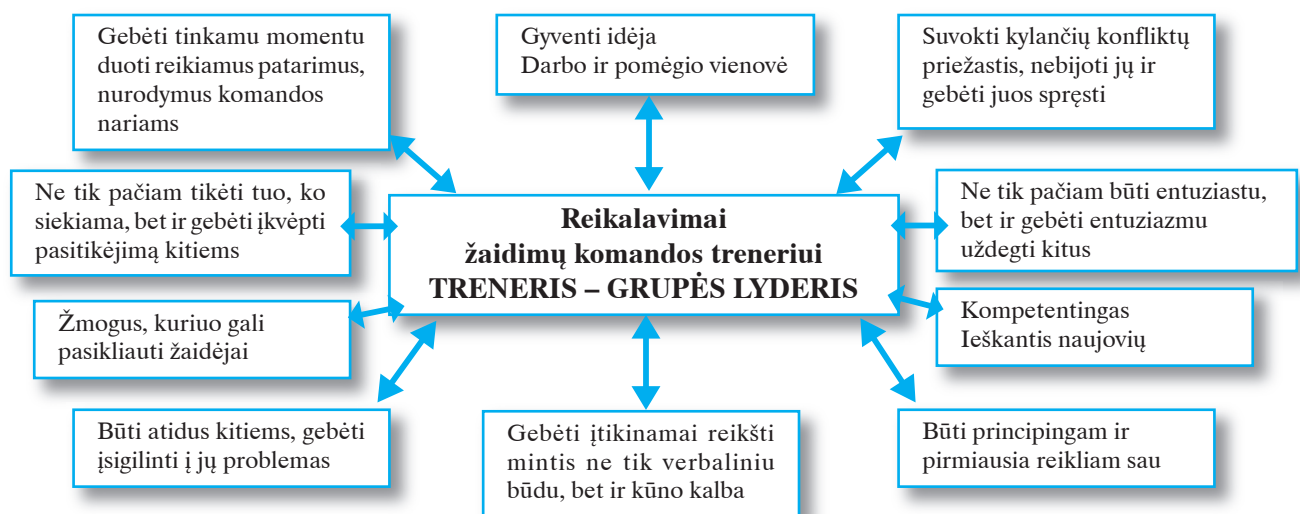 Gebėti tinkamu momentu
duoti reikiamus patarimus,
nurodymus komandos
nariams
Gyventi idėja
Darbo ir pomėgio vienovė
Suvokti kylančių konfliktų
priežastis, nebijoti jų ir
gebėti juos spręsti
Ne tik pačiam tikėti tuo, ko
siekiama, bet ir gebėti įkvėpti
pasitikėjimą kitiems
Reikalavimai
žaidimų komandos treneriui
TRENERIS – GRUPĖS LYDERIS
Ne tik pačiam būti entuziastu,
bet ir gebėti entuziazmu
uždegti kitus
Žmogus, kuriuo gali
pasikliauti žaidėjai
Kompetentingas
Ieškantis naujovių
Būti atidus kitiems, gebėti
įsigilinti į jų problemas
Gebėti įtikinamai reikšti
mintis ne tik verbaliniu
būdu, bet ir kūno kalba
Būti principingam ir
pirmiausia reikliam sau